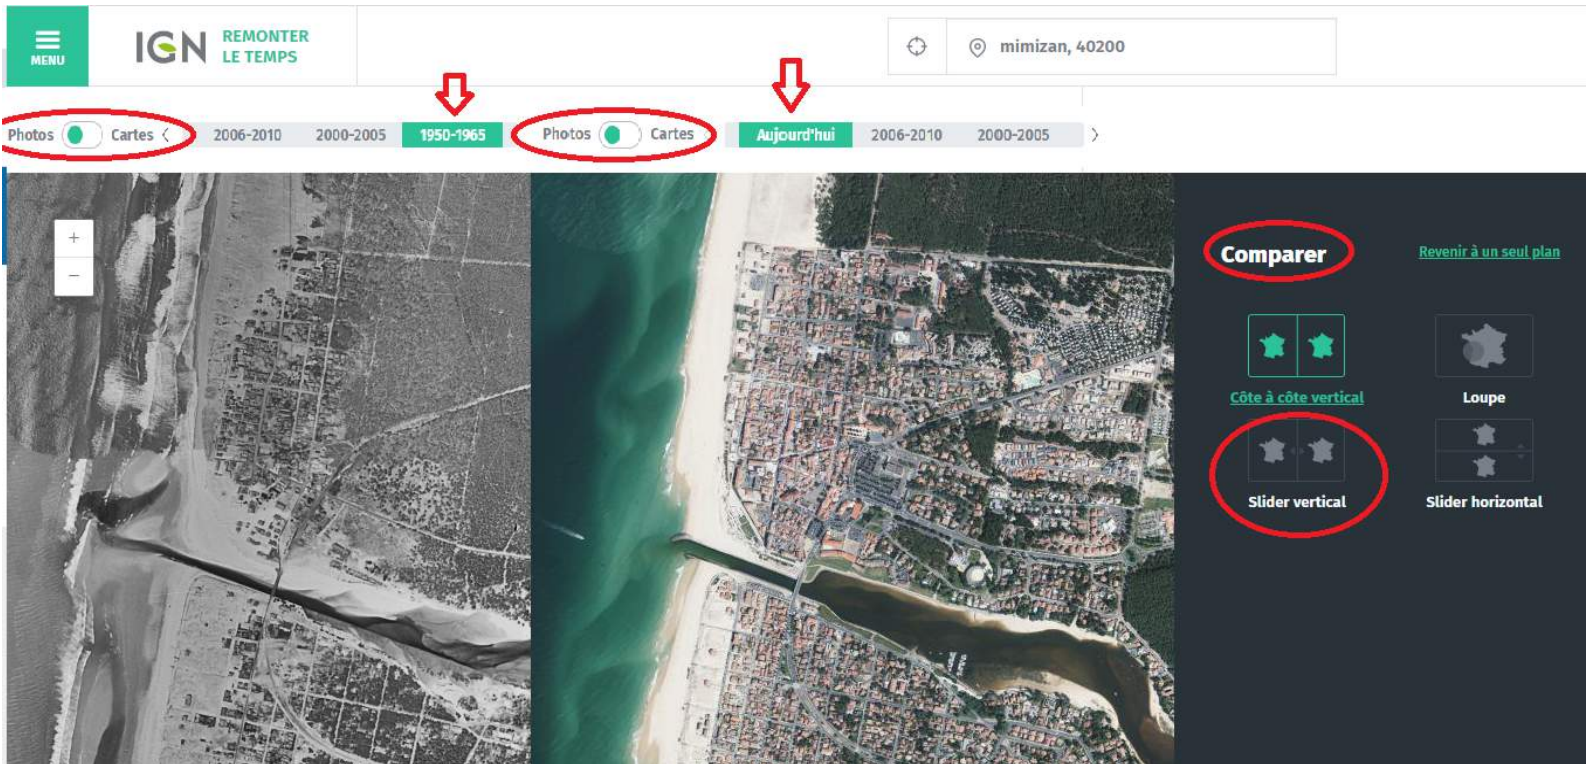 MENU
IGN
REMONTER
LE TEMPS
mimizan, 40200
Photos Cartes 2006-2010 2000-2005 1950-1965 Photos Cartes Aujourd'hui 2006-2010 2000-2005
+
−
Comparer
Revenir à un seul plan
Côte à côte vertical
Loupe
Slider vertical
Slider horizontal